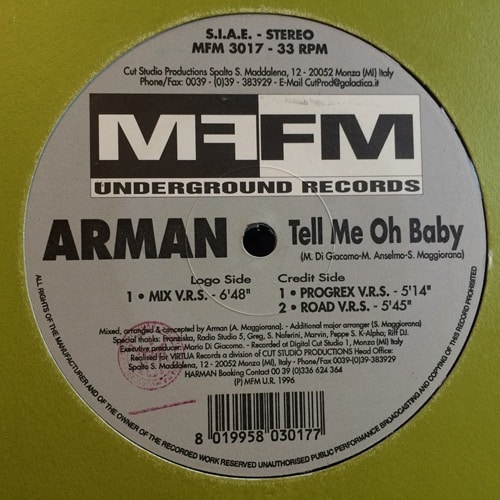 S.I.A.E. - STEREO
MFM 3017 - 33 RPM
Cut Studio Productions Spalto S. Maddalena, 12 - 20052 Monza (MI) Italy
Phone/Fax: 0039 - (0)39 - 383929 - E-Mail CutProd@galactica.it
MFFM
UNDERGROUND RECORDS
ARMAN
Tell Me Oh Baby
(M. Di Giacomo-M. Anselmo-S. Maggiorana)
Logo Side
1 • MIX V.R.S. - 6'48"
Credit Side
1 • PROGREX V.R.S. - 5'14"
2 • ROAD V.R.S. - 5'45"
Mixed, arranged & cincepted by Arman (A. Maggiorana) - Additional major arranger (S. Maggiorana)
Special thanks: Franziska, Radio Studio 5, Greg, S. Noferini, Marvin, Peppe S. K-Alpha; Riff DJ.
Executive producer: Mario Di Giacomo - Recorded at Digital Cut Studio 1, Monza (MI) Italy
Realized for VIRTUA Records a division of CUT STUDIO PRODUCTIONS Head Office:
Spalto S. Maddalena, 12 - 20052 Monza (MI) Italy - Phone/Fax 0039-(0)39-383929
HARMAN Booking Contact 00 39 (0)336 624 364
(P) MFM U.R. 1996
8 019958 030177
ALL RIGHTS OF THE MANUFACTURER AND OF THE OWNER OF THE RECORDED WORK RESERVED UNAUTHORISED PUBLIC PERFORMANCE BROADCASTING AND COPYING OF THIS RECORD PROHIBITED